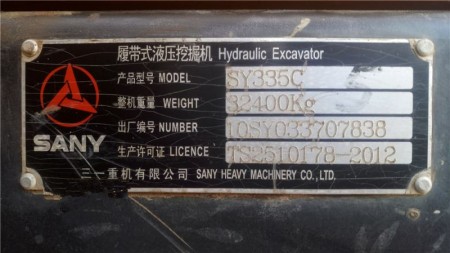 履带式液压挖掘机 Hydraulic Excavator
产品型号 MODEL SY335C
整机重量 WEIGHT 32400Kg
出厂编号 NUMBER 10SY033707838
生产许可证 LICENCE TS2510178-2012
SANY
三一重机有限公司 SANY HEAVY MACHINERY CO.,LTD.